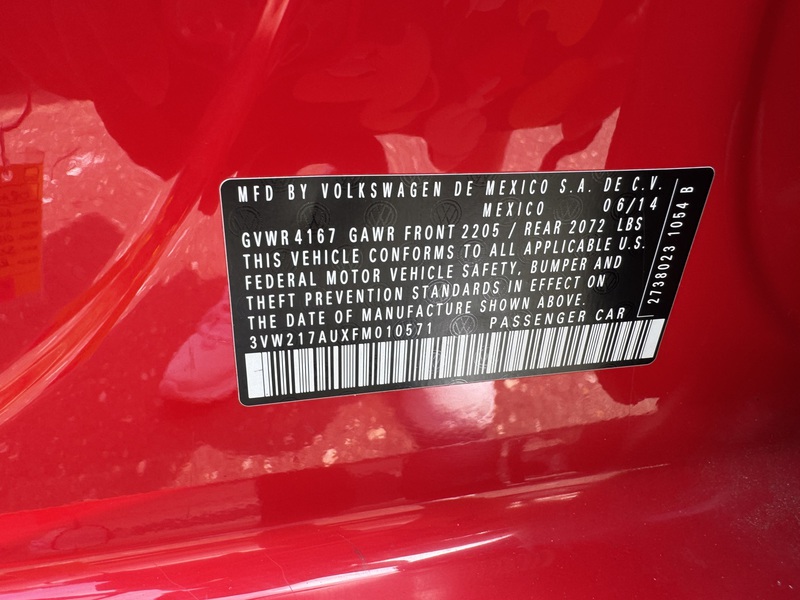 MFD BY VOLKSWAGEN DE MEXICO S.A. DE C.V.
MEXICO 06/14
GVWR 4167 GAWR FRONT 2205 / REAR 2072 LBS
THIS VEHICLE CONFORMS TO ALL APPLICABLE U.S.
FEDERAL MOTOR VEHICLE SAFETY, BUMPER AND
THEFT PREVENTION STANDARDS IN EFFECT ON
THE DATE OF MANUFACTURE SHOWN ABOVE.
3VW217AUXFM010571 PASSENGER CAR
2738023 1054 B